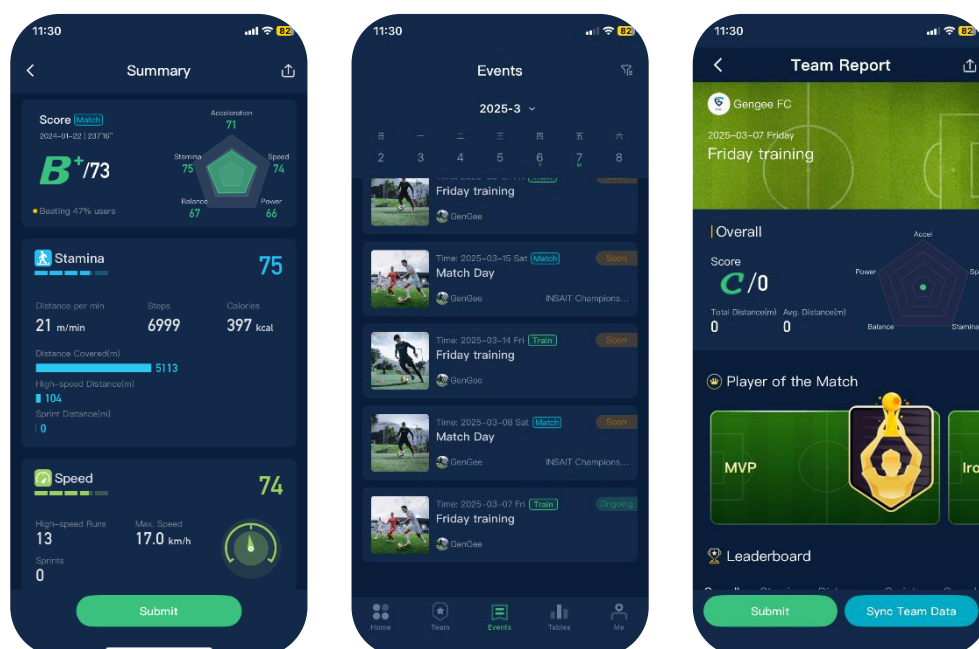 11:30
82
Summary
Score Match
2024-01-22 | 237'16"
B+/73
Beating 47% users
Acceleration
71
Stamina
75
Speed
74
Balance
67
Power
66
Stamina
75
Distance per min
Steps
Calories
21 m/min
6999
397 kcal
Distance Covered(m)
5113
High-speed Distance(m)
104
Sprint Distance(m)
0
Speed
74
High-speed Runs
Max. Speed
13
17.0 km/h
Sprints
0
Submit
11:30
82
Events
2025-3
日 一 二 三 四 五 六
2 3 4 5 6 7 8
T M
Friday training
GenGee
Time: 2025-03-15 Sat Match
Soon
Match Day
GenGee
INSAIT Champions...
Time: 2025-03-14 Fri Train
Soon
Friday training
GenGee
Time: 2025-03-08 Sat Match
Soon
Match Day
GenGee
INSAIT Champions...
Time: 2025-03-07 Fri Train
Ongoing
Friday training
GenGee
Home
Team
Events
Tables
Me
11:30
82
Team Report
Gengee FC
2025-03-07 Friday
Friday training
Overall
Score
C/0
Total Distance(m)
Avg. Distance(m)
0
0
Accel
Power
Sp
Balance
Stamina
Player of the Match
MVP
Iro
Leaderboard
Submit
Sync Team Data